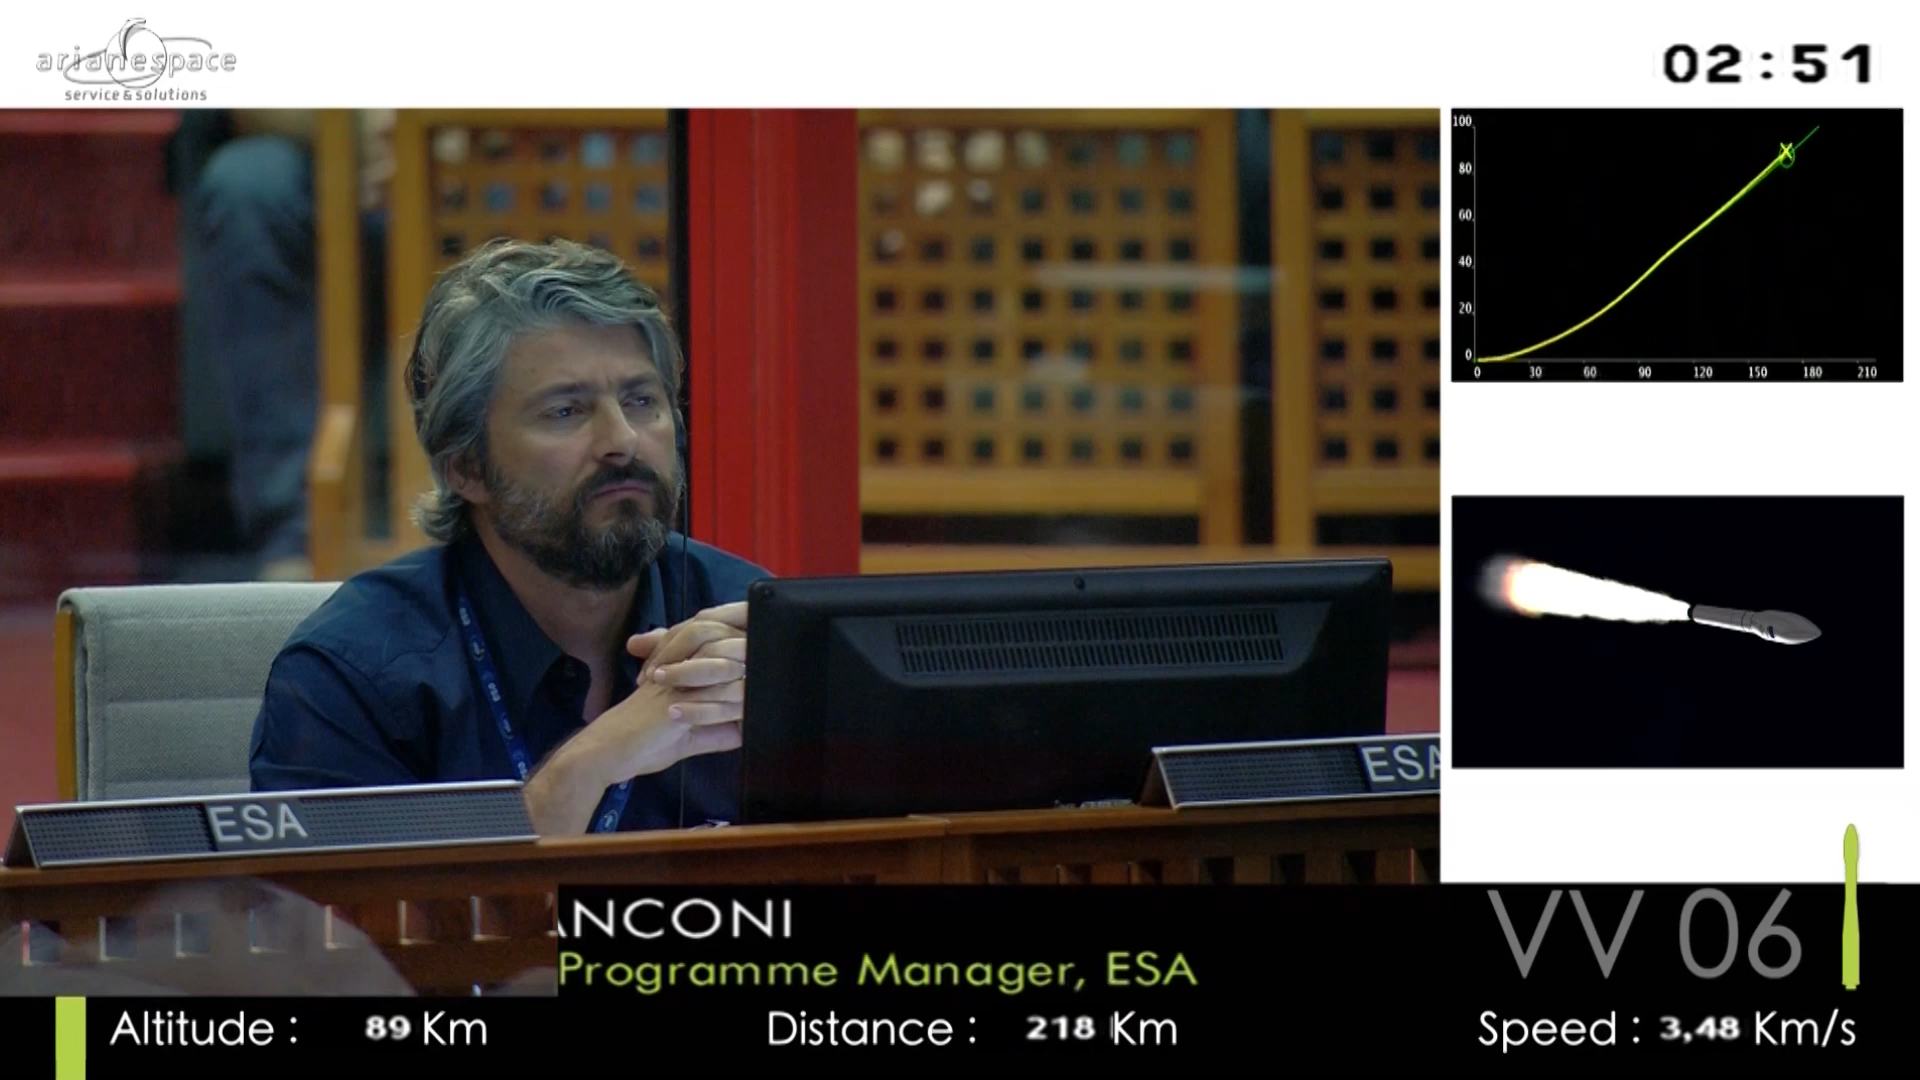 arianespace
service & solutions
02:51
100
80
60
40
20
0
0 30 60 90 120 150 180 210
ESA
ESA
ANCONI
Programme Manager, ESA
VV 06
Altitude : 89 Km
Distance : 218 Km
Speed : 3,48 Km/s